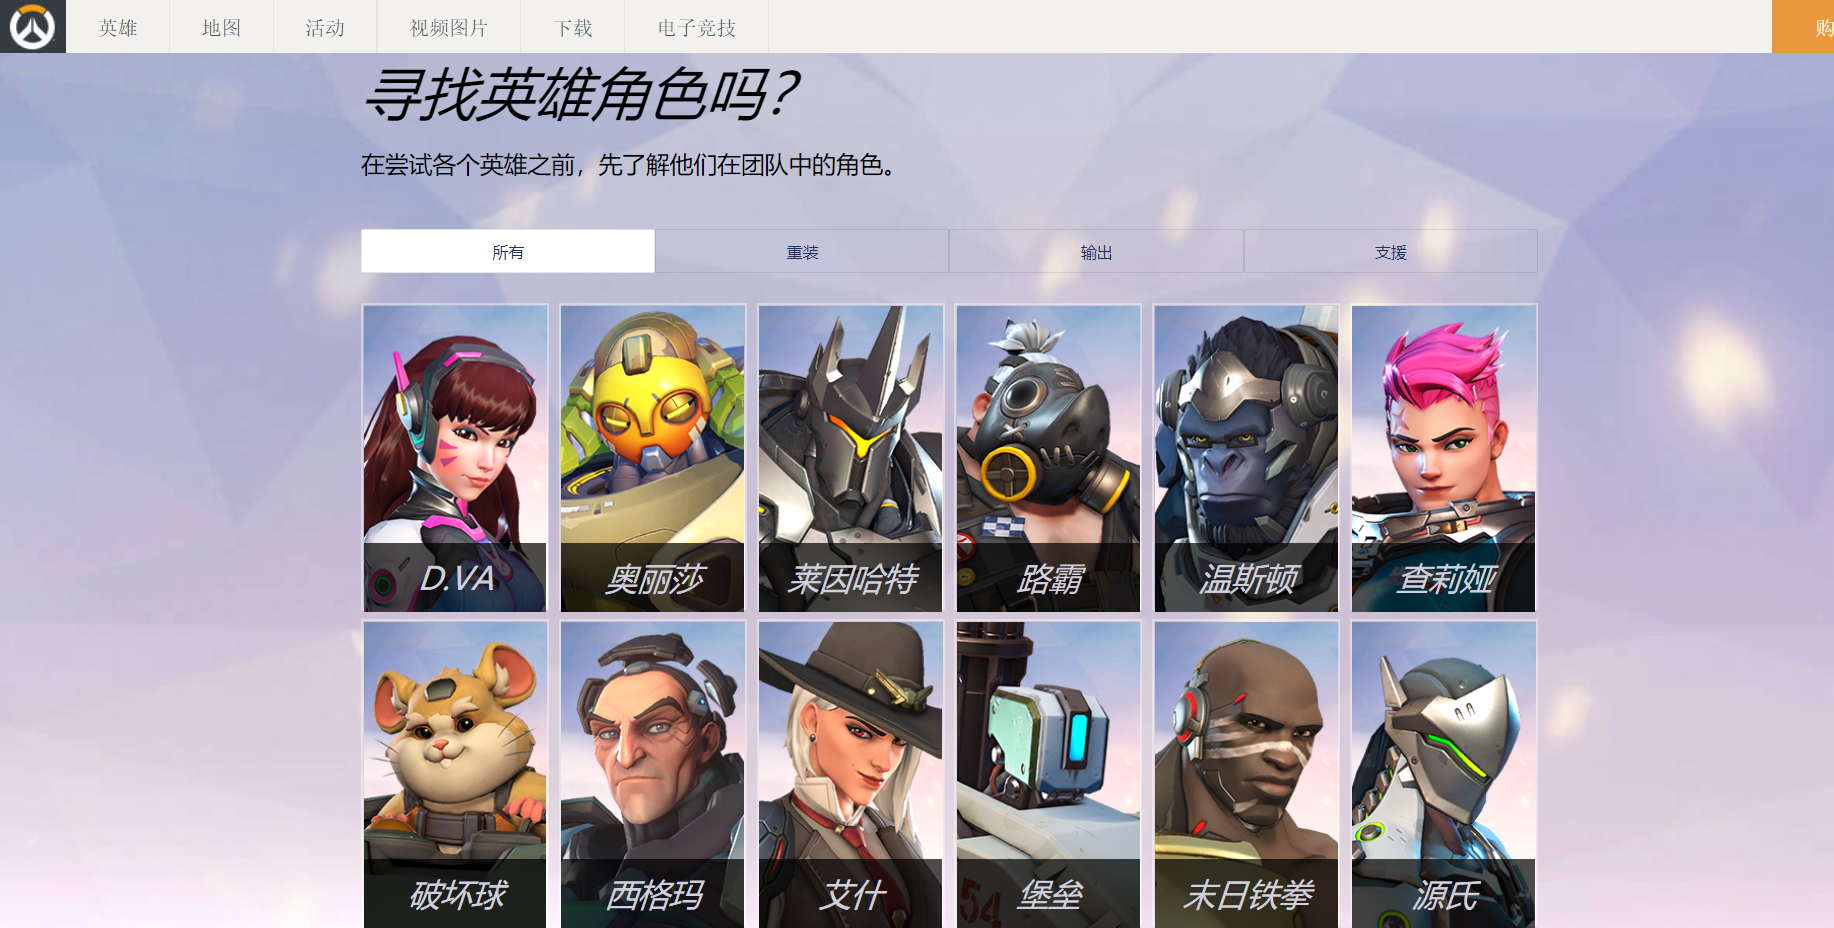 英雄 地图 活动 视频图片 下载 电子竞技 购
寻找英雄角色吗？
在尝试各个英雄之前，先了解他们在团队中的角色。
所有 重装 输出 支援
D.VA 奥丽莎 莱因哈特 路霸 温斯顿 查莉娅
破坏球 西格玛 艾什 堡垒 末日铁拳 源氏
54